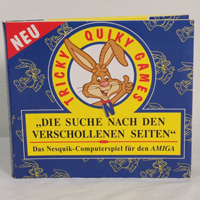 NEU
TRICKY QUIKY GAMES
„DIE SUCHE NACH DEN
VERSCHOLLENEN SEITEN“
Das Nesquik-Computerspiel für den AMIGA